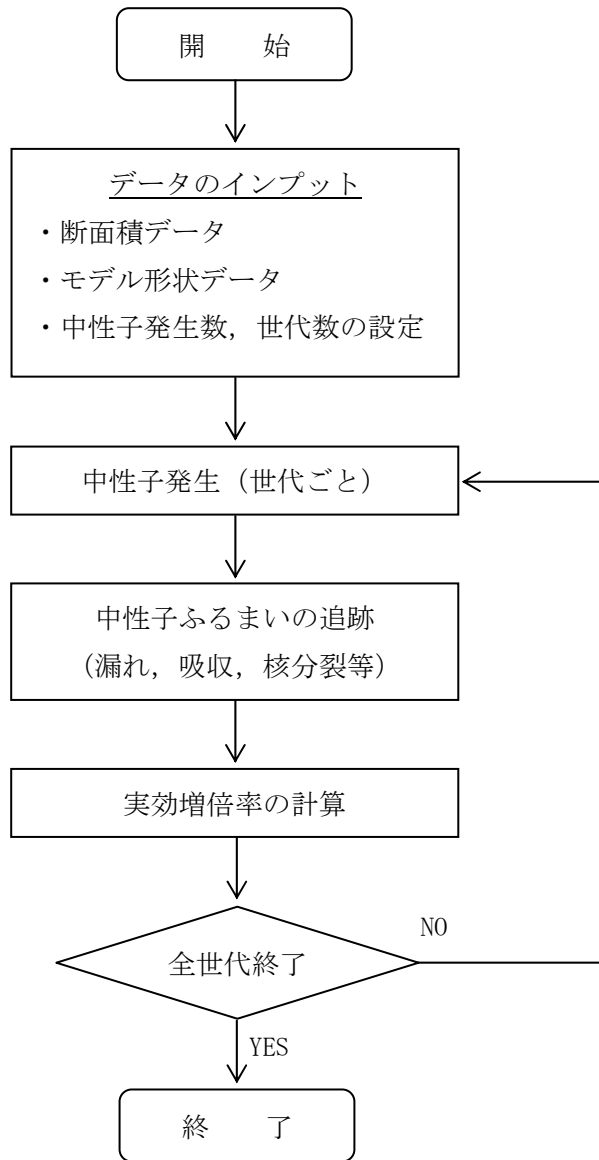 開　　始
データのインプット
・断面積データ
・モデル形状データ
・中性子発生数，世代数の設定
中性子発生（世代ごと）
中性子ふるまいの追跡
（漏れ，吸収，核分裂等）
実効増倍率の計算
全世代終了
NO
YES
終　　了